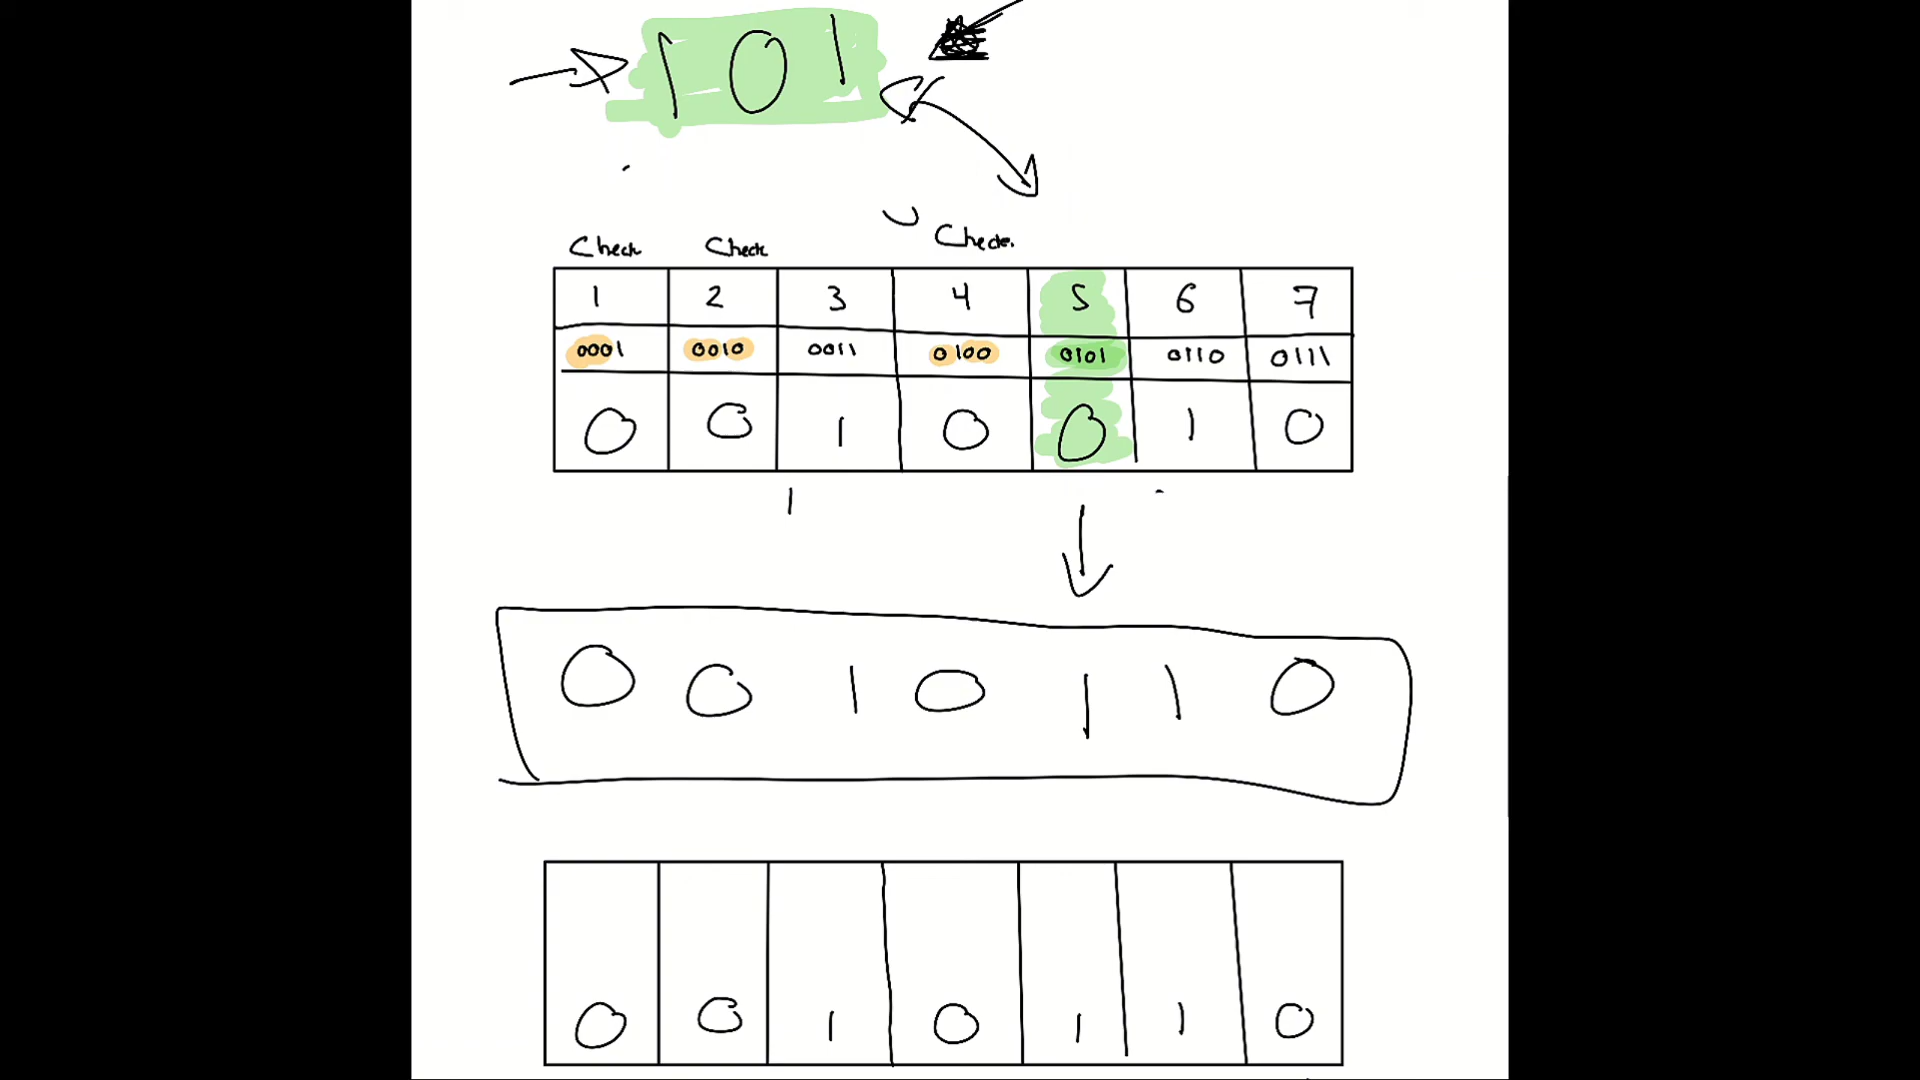 1 0 1
Check Check Check.
1 2 3 4 5 6 7
0001 0010 0011 0100 0101 0110 0111
0 0 1 0 0 1 0
0 0 1 0 1 1 0
0 0 1 0 1 1 0